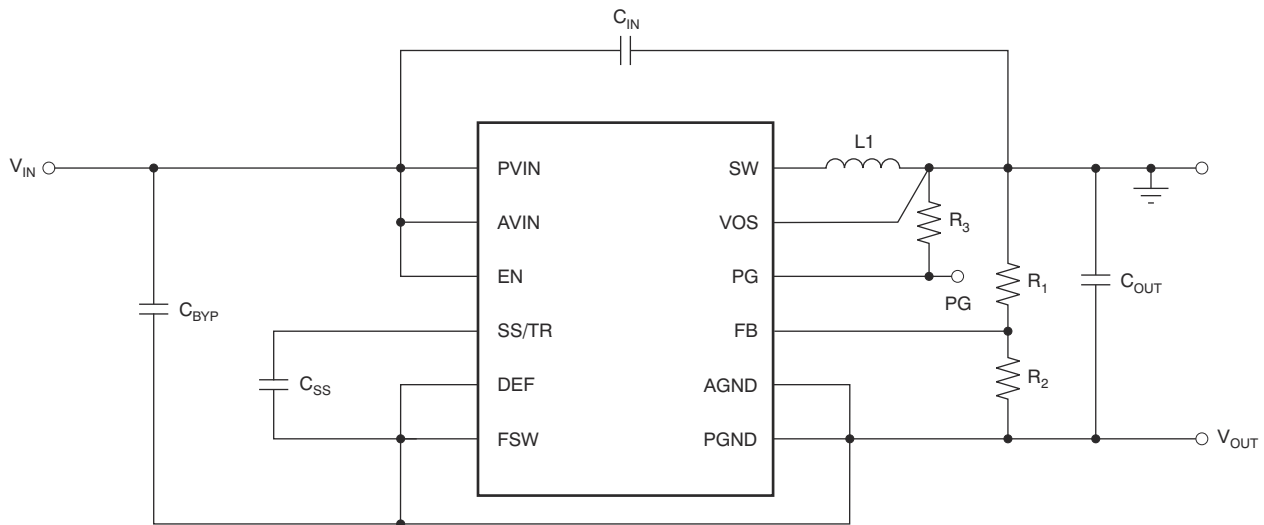 C_IN
V_IN
PVIN
AVIN
EN
SS/TR
DEF
FSW
C_BYP
C_SS
SW
VOS
PG
FB
AGND
PGND
L1
R_3
PG
R_1
R_2
C_OUT
V_OUT